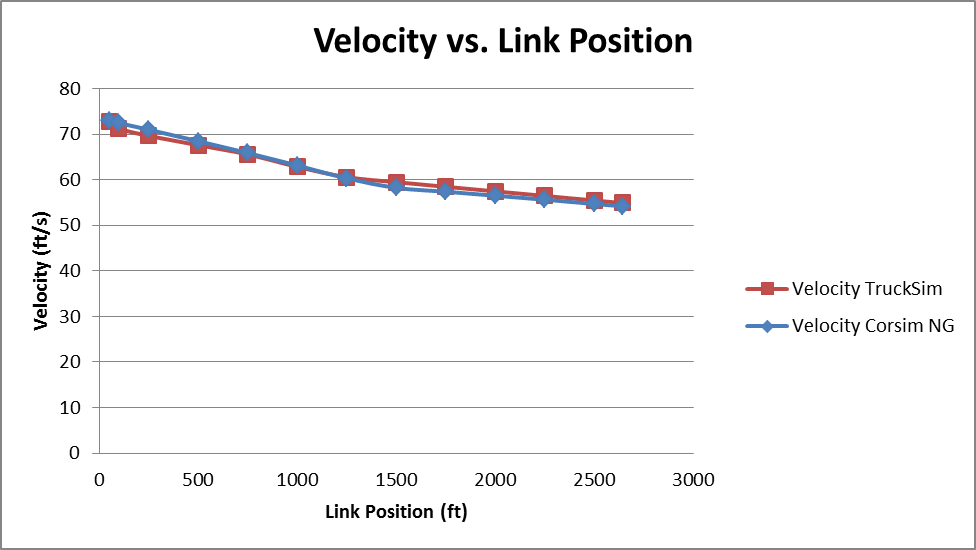 Velocity vs. Link Position
80
70
60
50
40
30
20
10
0
Velocity (ft/s)
0 500 1000 1500 2000 2500 3000
Link Position (ft)
Velocity TruckSim
Velocity Corsim NG